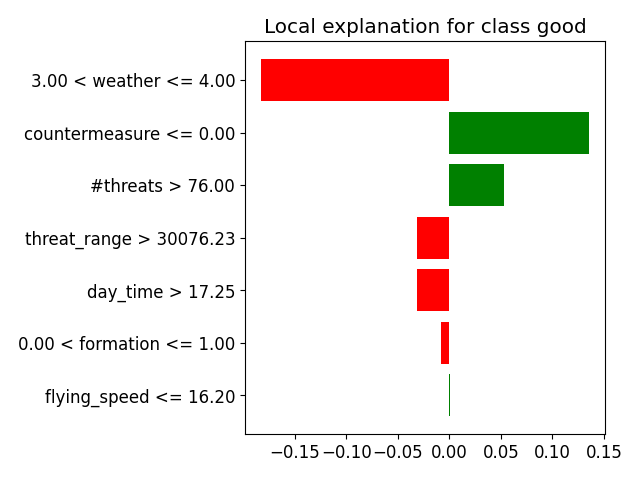 Local explanation for class good
3.00 < weather <= 4.00
countermeasure <= 0.00
#threats > 76.00
threat_range > 30076.23
day_time > 17.25
0.00 < formation <= 1.00
flying_speed <= 16.20
−0.15 −0.10 −0.05 0.00 0.05 0.10 0.15